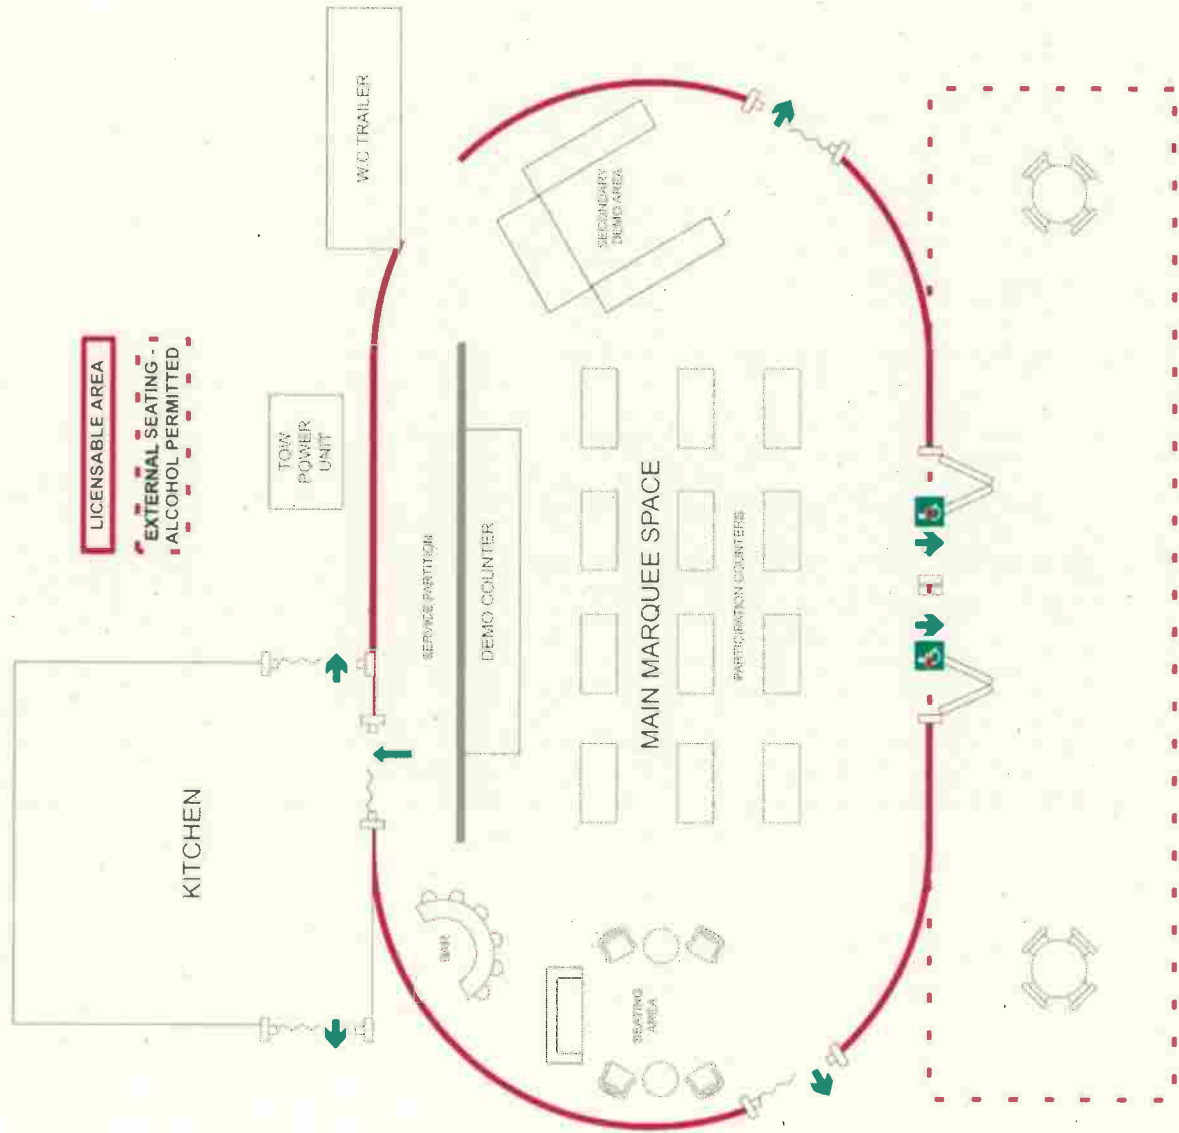 LICENSABLE AREA
EXTERNAL SEATING -
ALCOHOL PERMITTED
W.C TRAILER
TOW
POWER
UNIT
KITCHEN
SERVICE PARTITION
DEMO COUNTER
SECONDARY
DEMO AREA
MAIN MARQUEE SPACE
PARTICIPATION COUNTERS
BAR
SEATING
AREA